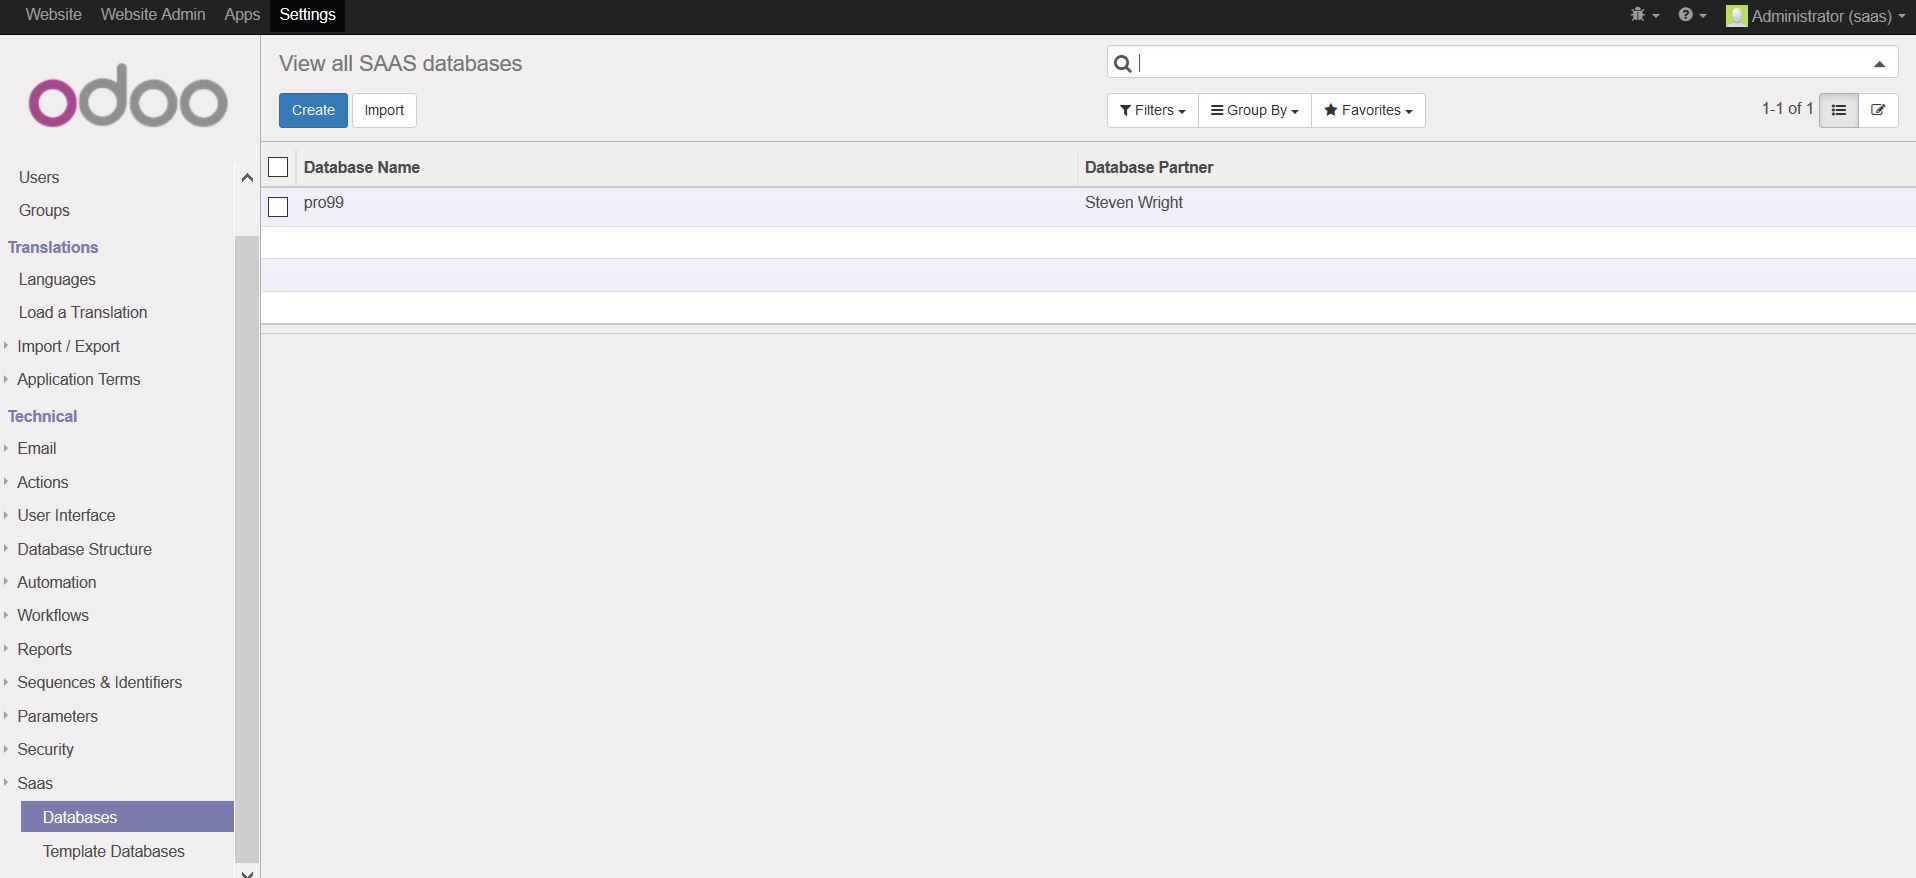 Website Website Admin Apps Settings Administrator (saas)
odoo
View all SAAS databases
Create Import Filters Group By Favorites 1-1 of 1
Database Name Database Partner
pro99 Steven Wright
Users
Groups
Translations
Languages
Load a Translation
Import / Export
Application Terms
Technical
Email
Actions
User Interface
Database Structure
Automation
Workflows
Reports
Sequences & Identifiers
Parameters
Security
Saas
Databases
Template Databases